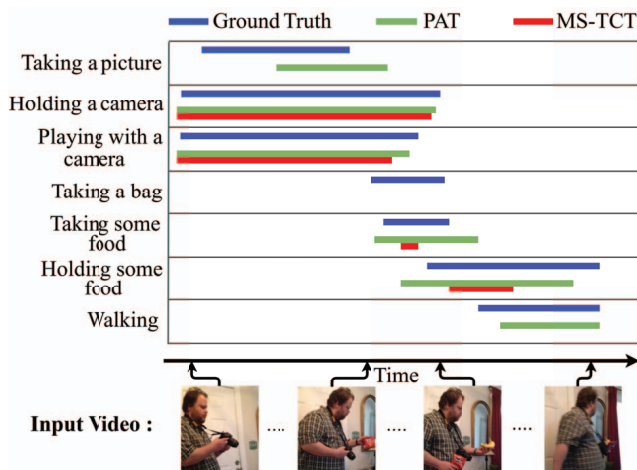 Ground Truth PAT MS-TCT
Taking a picture
Holding a camera
Playing with a
camera
Taking a bag
Taking some
food
Holding some
food
Walking
Time
Input Video :
.... .... ....